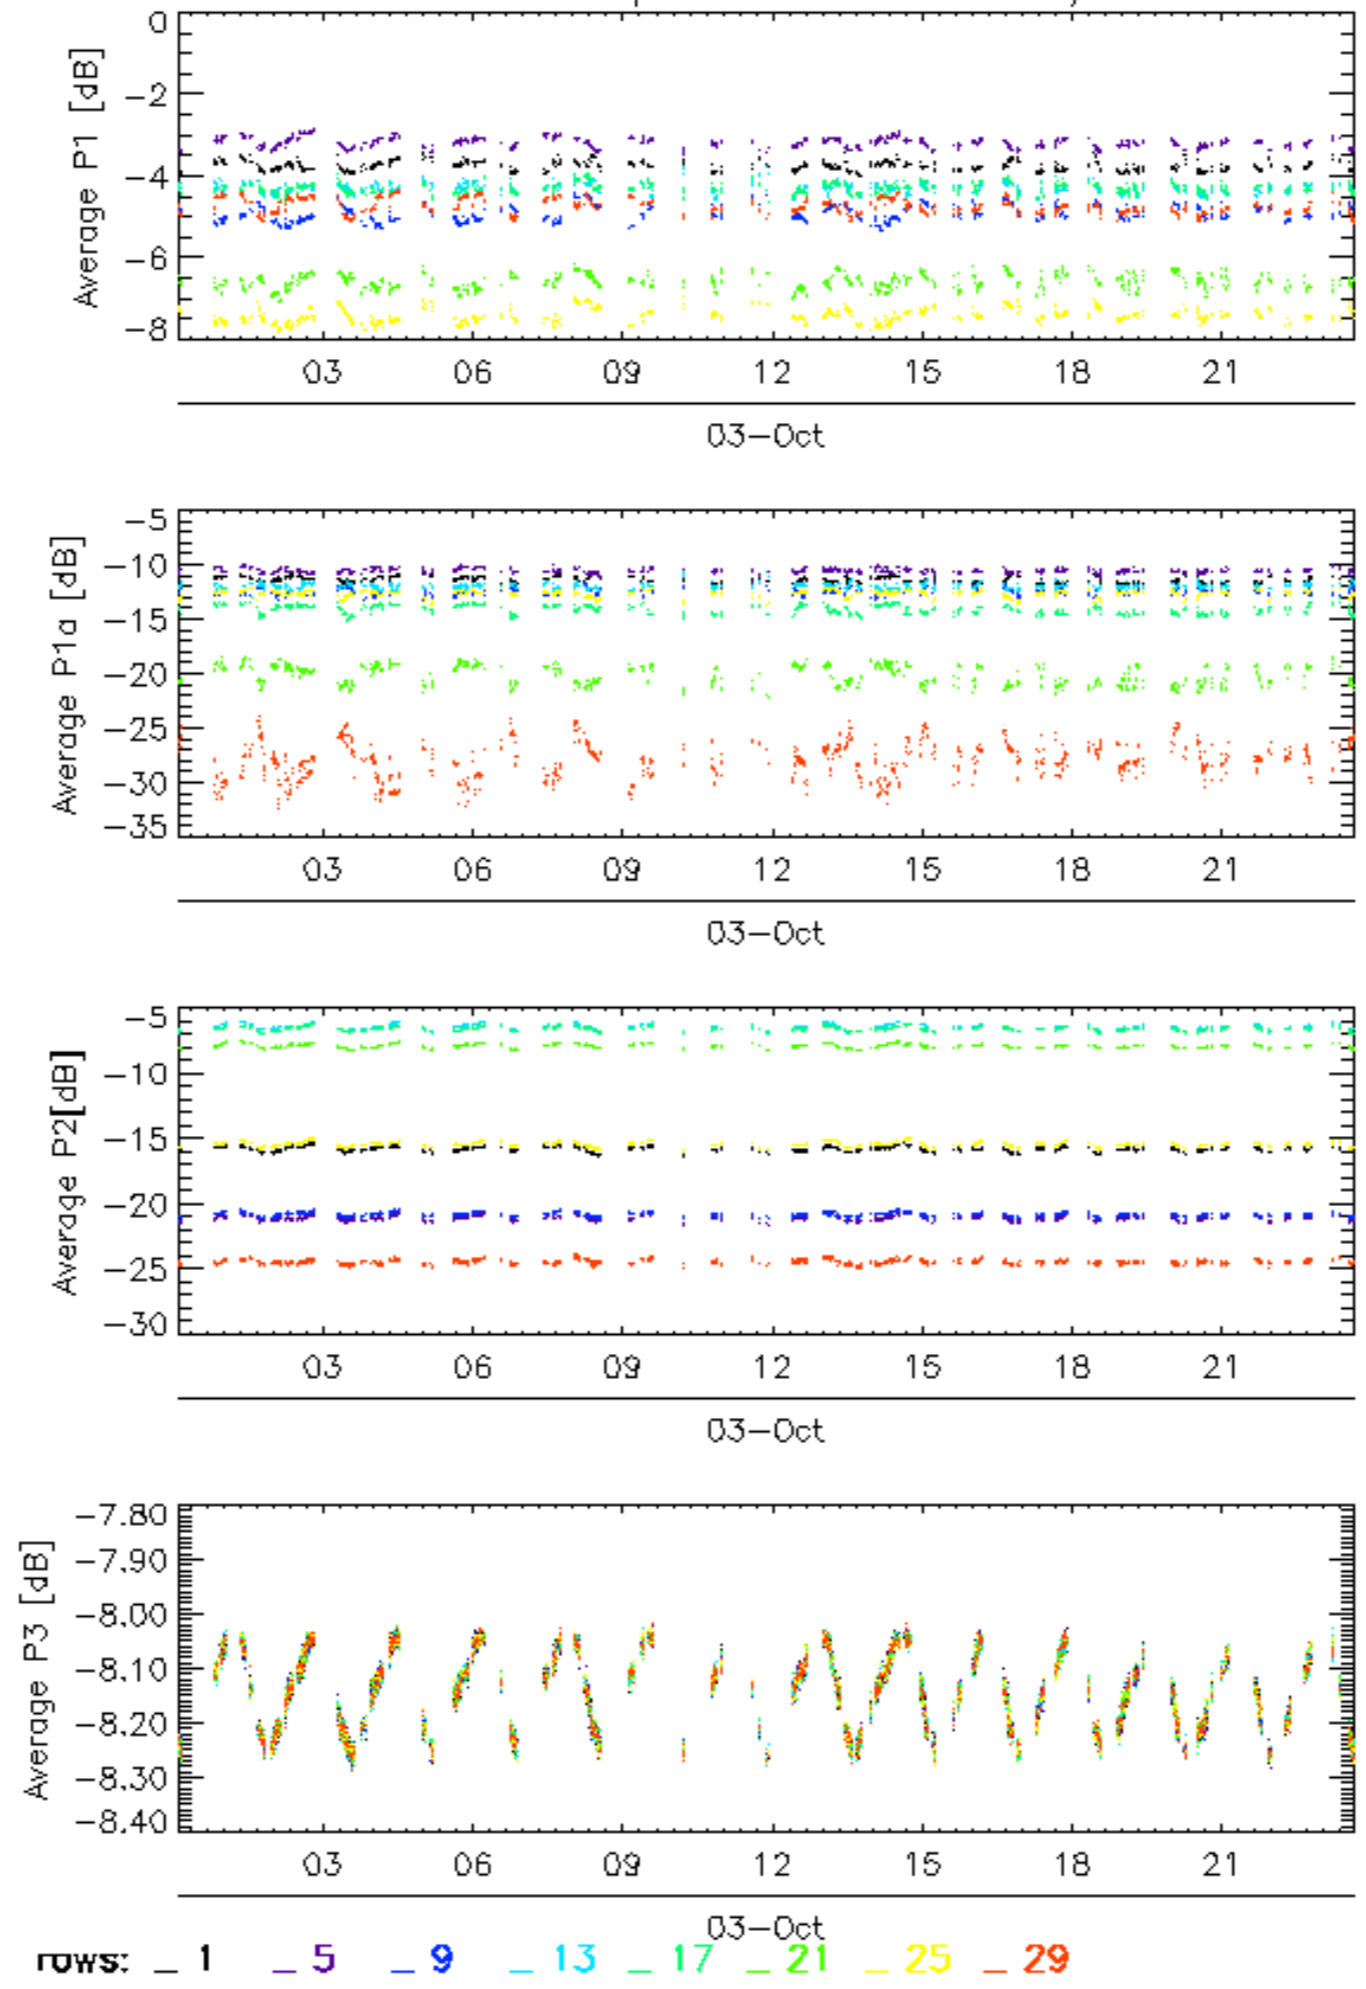 Average P1 [dB]
0
-2
-4
-6
-8
03 06 09 12 15 18 21
03-Oct
Average P1a [dB]
-5
-10
-15
-20
-25
-30
-35
03 06 09 12 15 18 21
03-Oct
Average P2[dB]
-5
-10
-15
-20
-25
-30
03 06 09 12 15 18 21
03-Oct
Average P3 [dB]
-7.80
-7.90
-8.00
-8.10
-8.20
-8.30
-8.40
03 06 09 12 15 18 21
03-Oct
rows: _ 1 _ 5 _ 9 _ 13 _ 17 _ 21 _ 25 _ 29